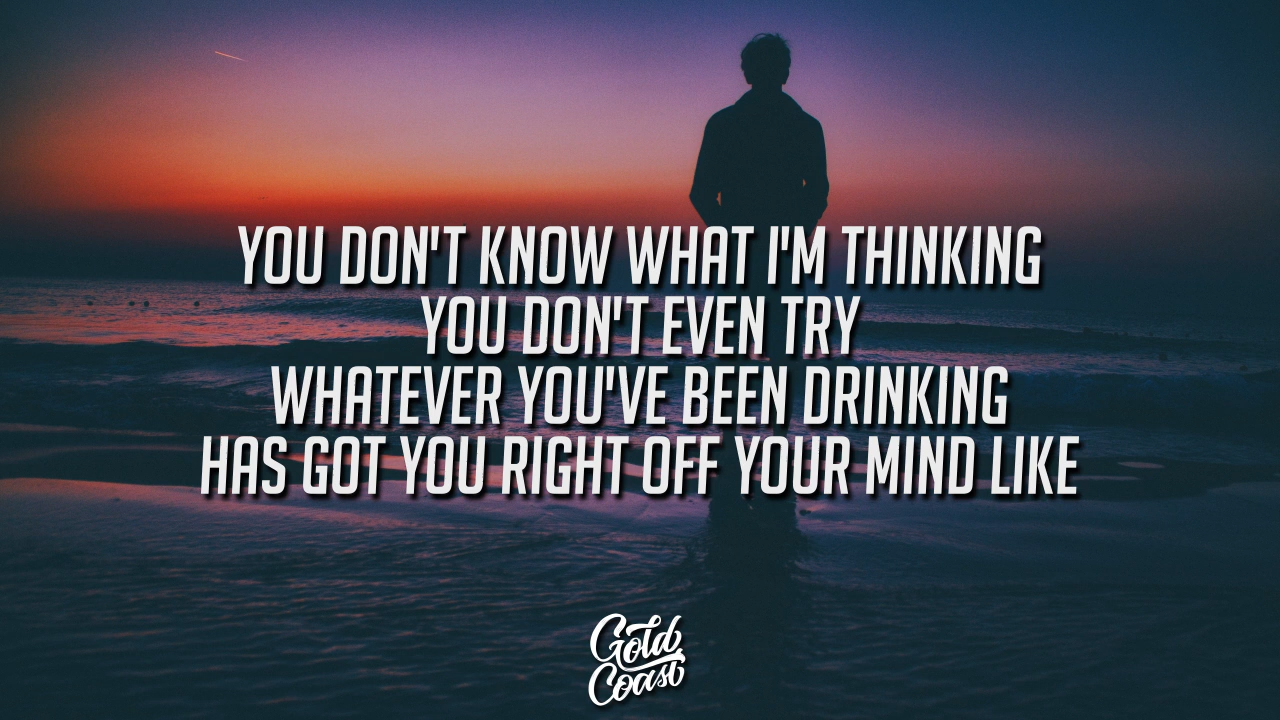 YOU DON'T KNOW WHAT I'M THINKING
YOU DON'T EVEN TRY
WHATEVER YOU'VE BEEN DRINKING
HAS GOT YOU RIGHT OFF YOUR MIND LIKE
Gold
Coast